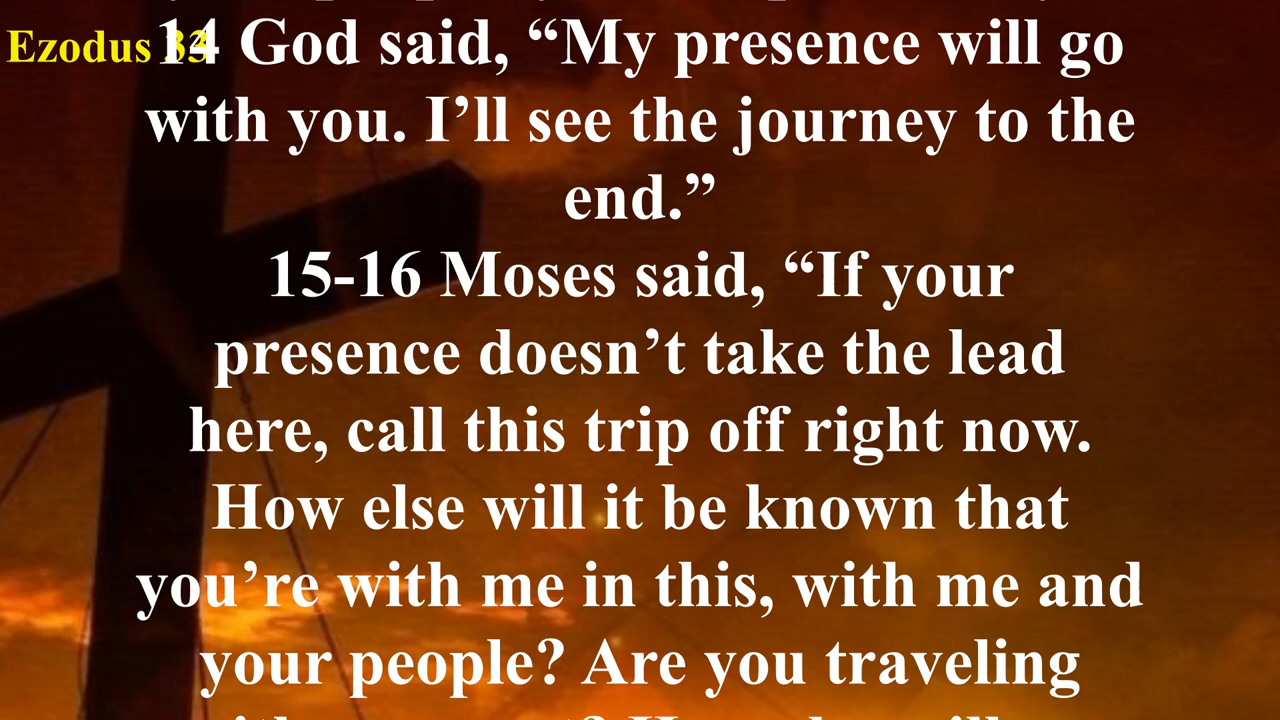 Ezodus 33
14 God said, “My presence will go
with you. I’ll see the journey to the
end.”
15-16 Moses said, “If your
presence doesn’t take the lead
here, call this trip off right now.
How else will it be known that
you’re with me in this, with me and
your people? Are you traveling